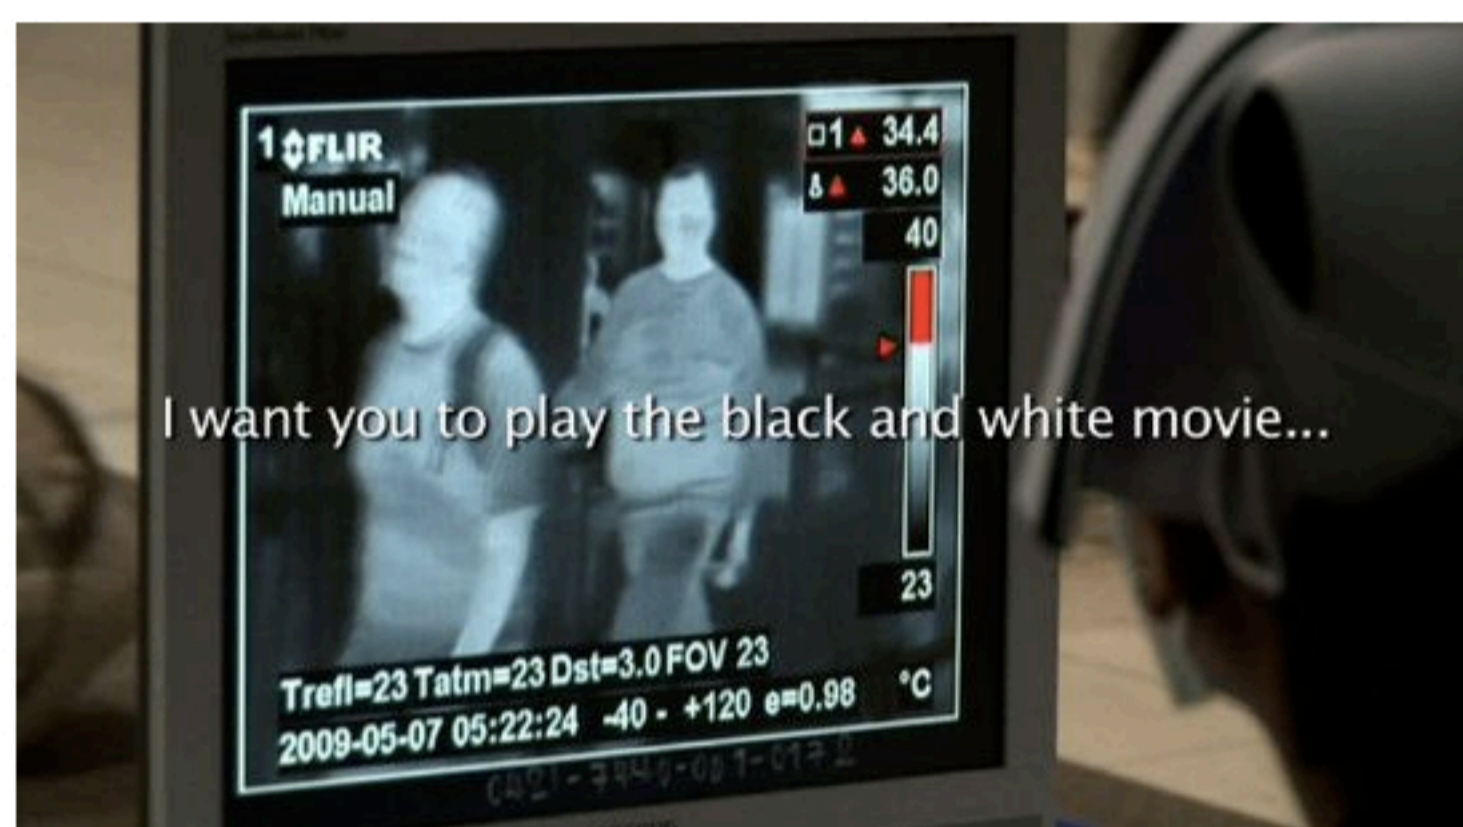 1 FLIR
Manual
1 34.4
36.0
40
I want you to play the black and white movie...
23
Trefl=23 Tatm=23 Dst=3.0 FOV 23
2009-05-07 05:22:24 -40 - +120 e=0.98 °C